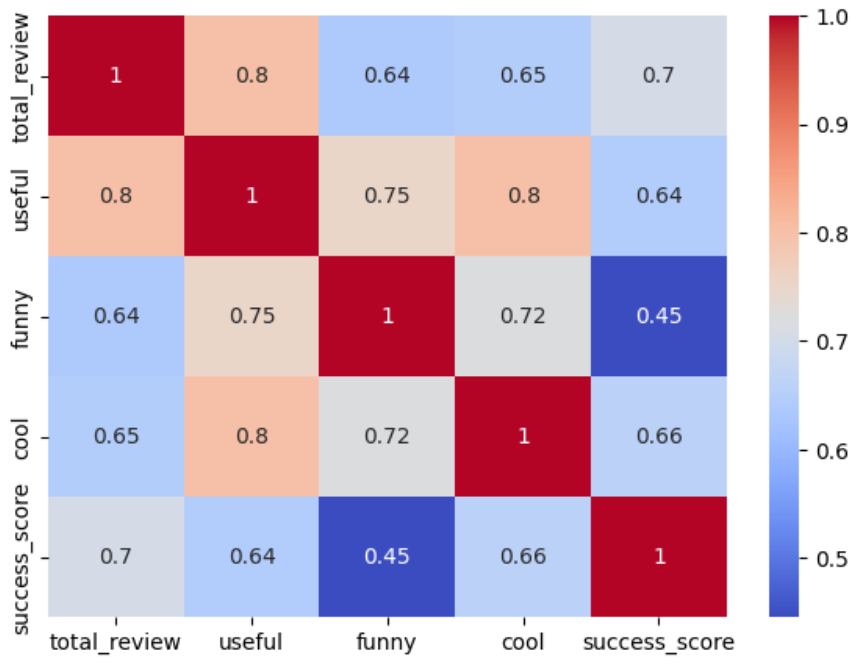 total_review 1 0.8 0.64 0.65 0.7 1.0
0.9
useful 0.8 1 0.75 0.8 0.64 0.8
funny 0.64 0.75 1 0.72 0.45 0.7
cool 0.65 0.8 0.72 1 0.66 0.6
success_score 0.7 0.64 0.45 0.66 1 0.5
total_review useful funny cool success_score